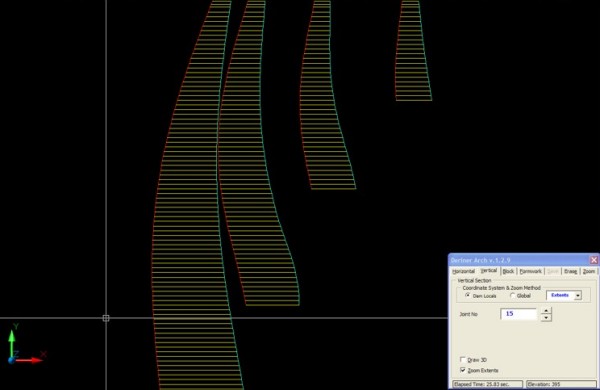 Bertner Arch v.1.2.9
Horizontal Vertical Block Formwork Save Erase Zoom
Vertical Section
Coordinate System & Zoom Method
Dam Locals Global Extents
Joint No 15
Draw 3D
Zoom Extents
Elapsed Time: 25.83 sec. Elevation: 395
Y
X
Z